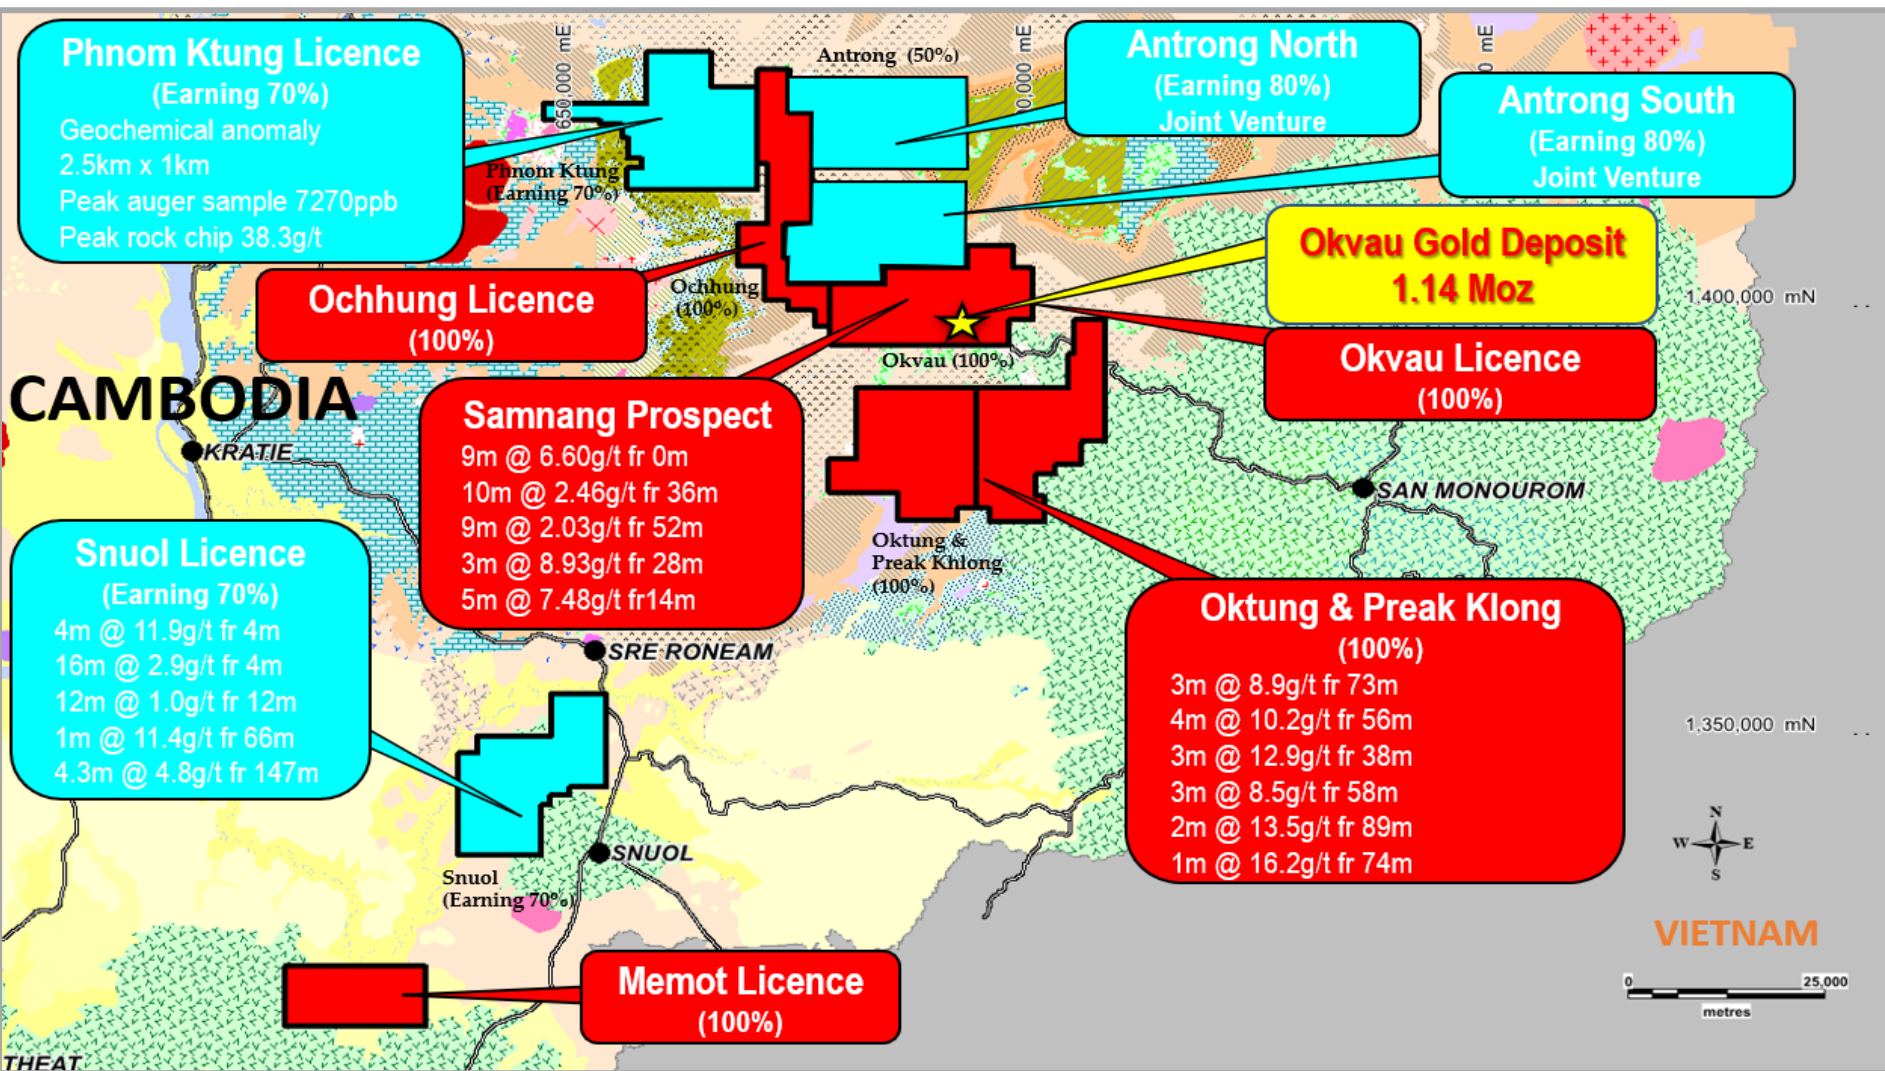 Phnom Ktung Licence
(Earning 70%)
Geochemical anomaly
2.5km x 1km
Peak auger sample 7270ppb
Peak rock chip 38.3g/t
650,000 mE
Antrong (50%)
mE
Antrong North
(Earning 80%)
Joint Venture
mE
Antrong South
(Earning 80%)
Joint Venture
Phnom Ktung
(Earning 70%)
Okvau Gold Deposit
1.14 Moz
Ochhung Licence
(100%)
Ochhung
(100%)
1,400,000 mN
Okvau Licence
(100%)
Okvau (100%)
CAMBODIA
KRATIE
Samnang Prospect
9m @ 6.60g/t fr 0m
10m @ 2.46g/t fr 36m
9m @ 2.03g/t fr 52m
3m @ 8.93g/t fr 28m
5m @ 7.48g/t fr14m
SAN MONOUROM
Oktung &
Preak Khlong
(100%)
Snuol Licence
(Earning 70%)
4m @ 11.9g/t fr 4m
16m @ 2.9g/t fr 4m
12m @ 1.0g/t fr 12m
1m @ 11.4g/t fr 66m
4.3m @ 4.8g/t fr 147m
Oktung & Preak Klong
(100%)
3m @ 8.9g/t fr 73m
4m @ 10.2g/t fr 56m
3m @ 12.9g/t fr 38m
3m @ 8.5g/t fr 58m
2m @ 13.5g/t fr 89m
1m @ 16.2g/t fr 74m
SRE RONEAM
1,350,000 mN
SNUOL
Snuol
(Earning 70%)
N
W E
S
VIETNAM
Memot Licence
(100%)
0 25,000
metres
THEAT